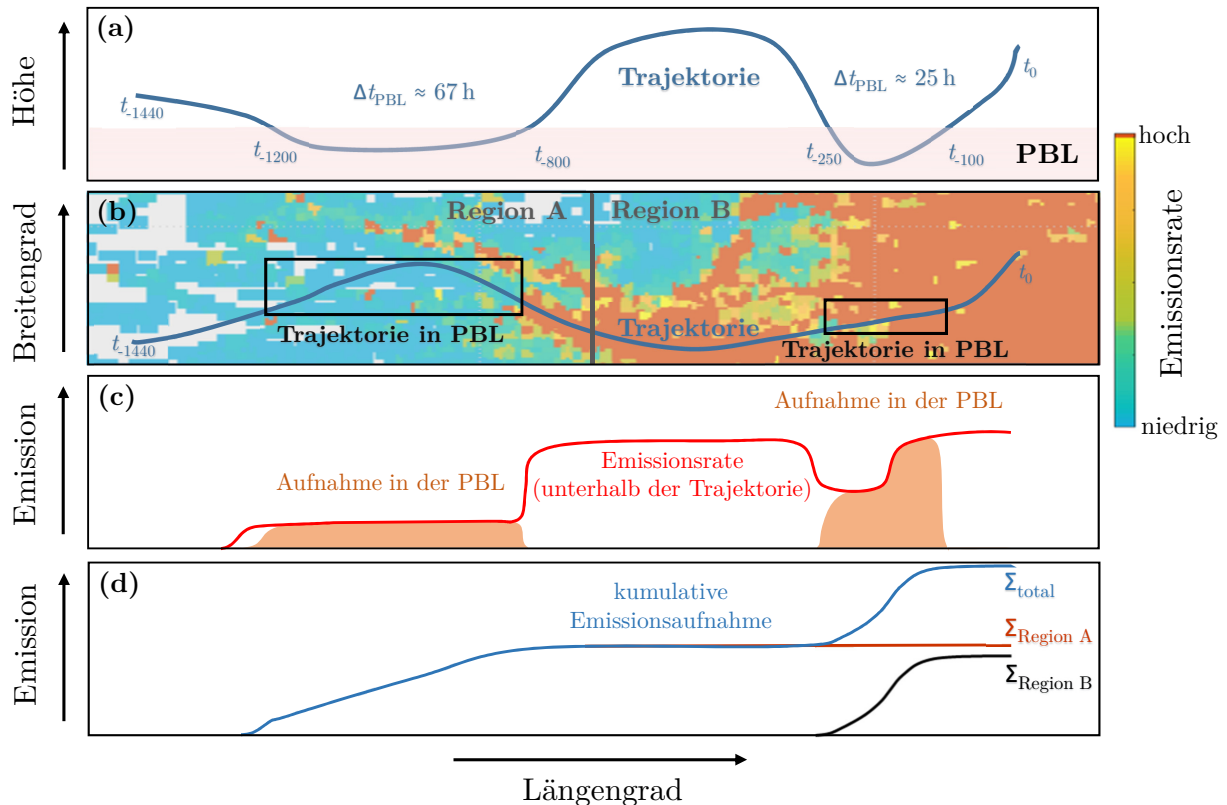 (a)
Höhe
t-1440
t-1200
Δt_PBL ≈ 67 h
t-800
Trajektorie
Δt_PBL ≈ 25 h
t-250
t-100
t0
PBL
(b)
Breitengrad
Region A
Region B
t-1440
Trajektorie in PBL
Trajektorie
Trajektorie in PBL
t0
hoch
Emissionsrate
niedrig
(c)
Emission
Aufnahme in der PBL
Emissionsrate
(unterhalb der Trajektorie)
Aufnahme in der PBL
(d)
Emission
kumulative
Emissionsaufnahme
Σtotal
ΣRegion A
ΣRegion B
Längengrad